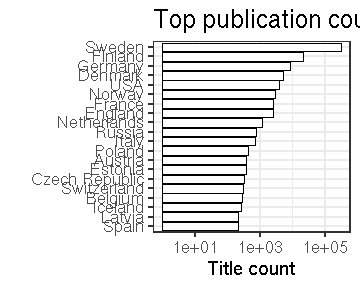 Top publication cou
Sweden
Finland
Germany
Denmark
USA
Norway
France
England
Netherlands
Russia
Italy
Poland
Austria
Estonia
Czech Republic
Switzerland
Belgium
Iceland
Latvia
Spain
1e+01 1e+03 1e+05
Title count